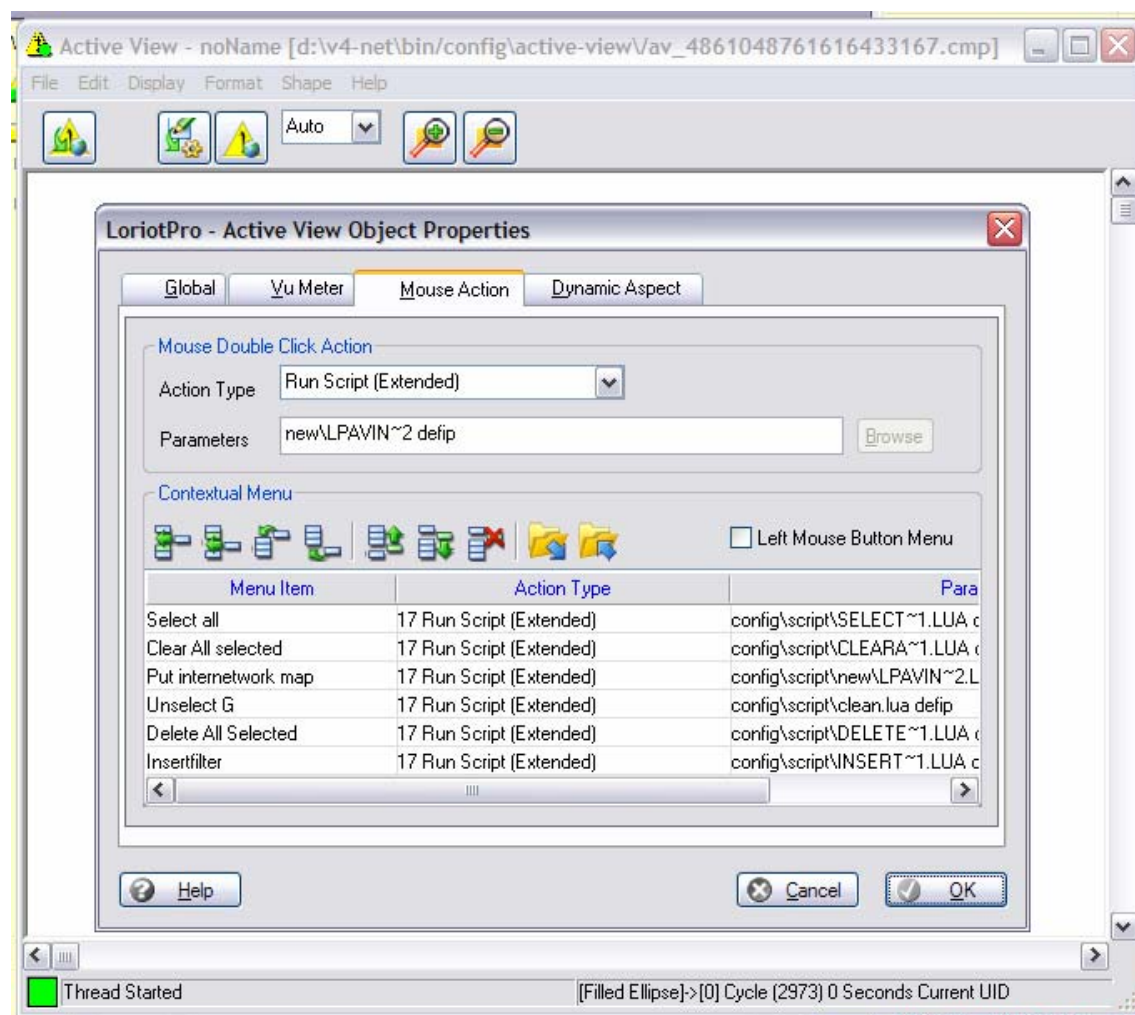 Active View - noName [d:\v4-net\bin/config\active-view\/av_4861048761616433167.cmp]
File Edit Display Format Shape Help
Auto
LoriotPro - Active View Object Properties
Global Vu Meter Mouse Action Dynamic Aspect
Mouse Double Click Action
Action Type Run Script (Extended)
Parameters new\LPAVIN~2 defip Browse
Contextual Menu
Left Mouse Button Menu
Menu Item Action Type Para
Select all 17 Run Script (Extended) config\script\SELECT~1.LUA
Clear All selected 17 Run Script (Extended) config\script\CLEARA~1.LUA
Put internetwork map 17 Run Script (Extended) config\script\new\LPAVIN~2.L
Unselect G 17 Run Script (Extended) config\script\clean.lua defip
Delete All Selected 17 Run Script (Extended) config\script\DELETE~1.LUA
Insertfilter 17 Run Script (Extended) config\script\INSERT~1.LUA
Help Cancel OK
Thread Started [Filled Ellipse]->[0] Cycle (2973) 0 Seconds Current UID